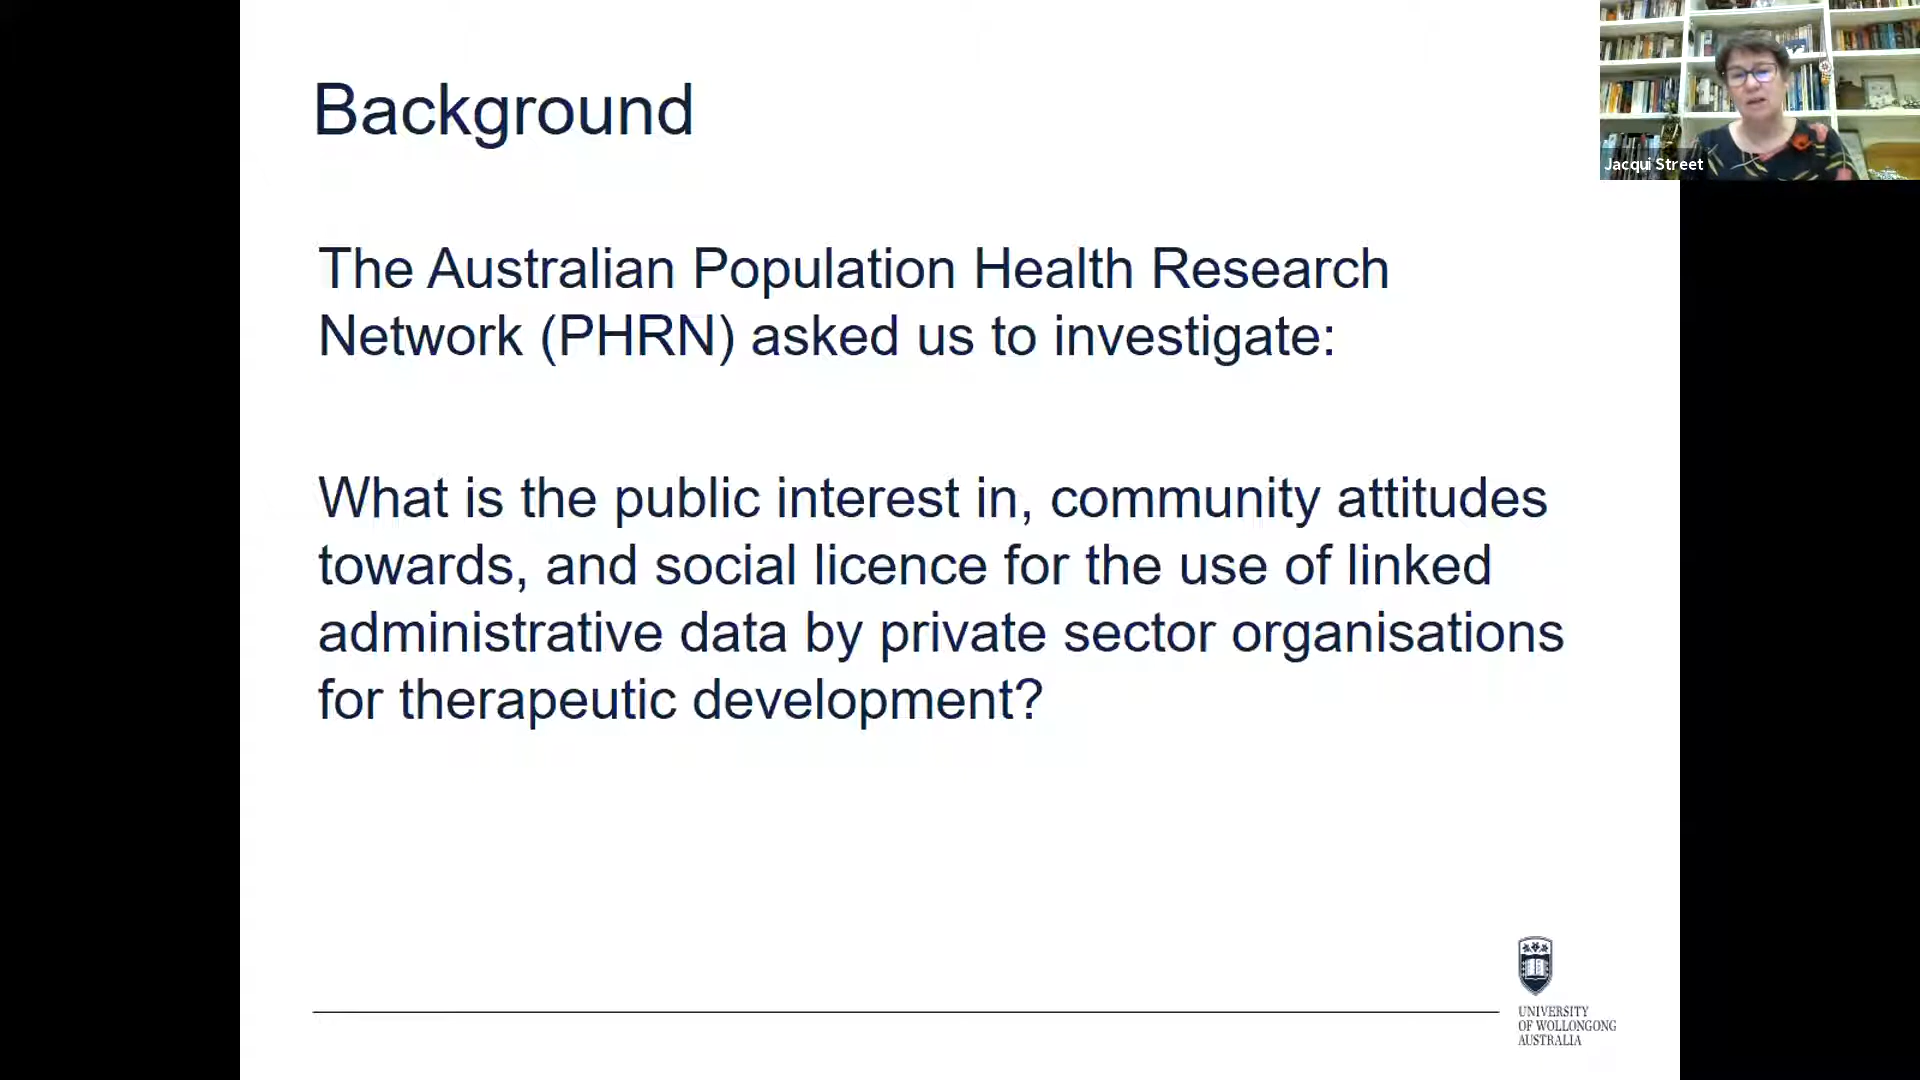 Background
The Australian Population Health Research
Network (PHRN) asked us to investigate:
What is the public interest in, community attitudes
towards, and social licence for the use of linked
administrative data by private sector organisations
for therapeutic development?
Jacqui Street
UNIVERSITY
OF WOLLONGONG
AUSTRALIA